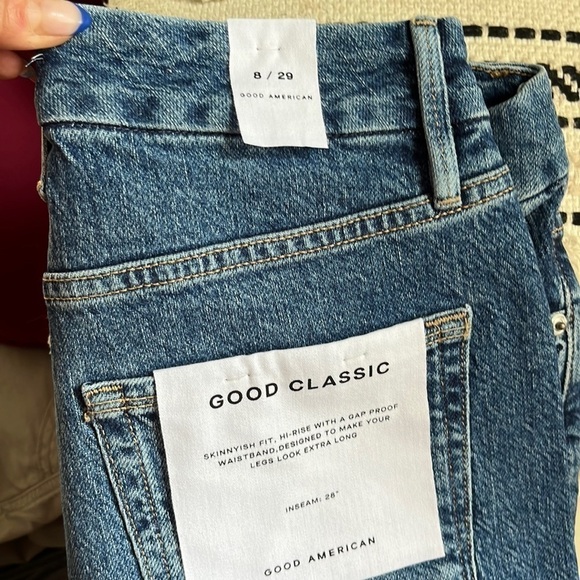 8 / 29
GOOD AMERICAN
GOOD CLASSIC
SKINNYISH FIT, HI-RISE WITH A GAP PROOF
WAISTBAND,DESIGNED TO MAKE YOUR
LEGS LOOK EXTRA LONG
INSEAM: 26"
GOOD AMERICAN